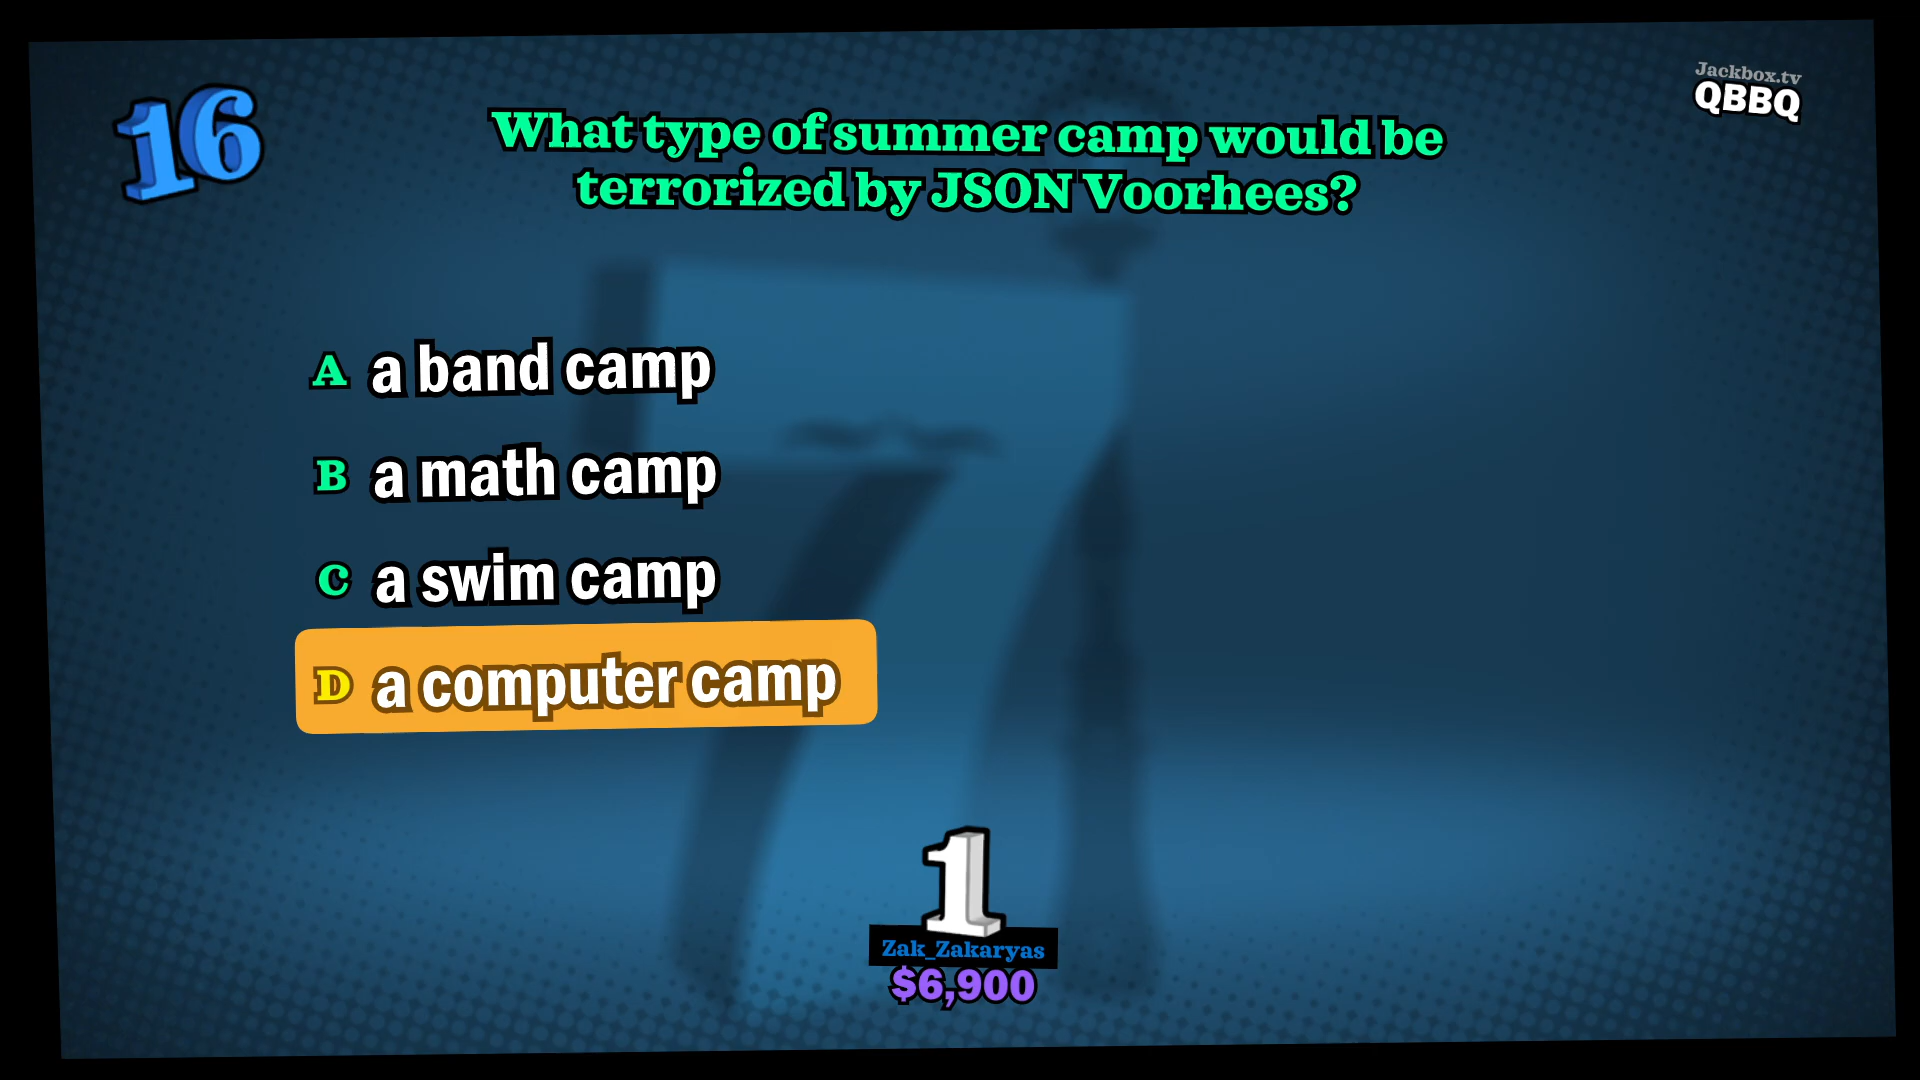 16
Jackbox.tv
QBBQ
What type of summer camp would be
terrorized by JSON Voorhees?
A a band camp
B a math camp
C a swim camp
D a computer camp
1
Zak_Zakaryas
$6,900